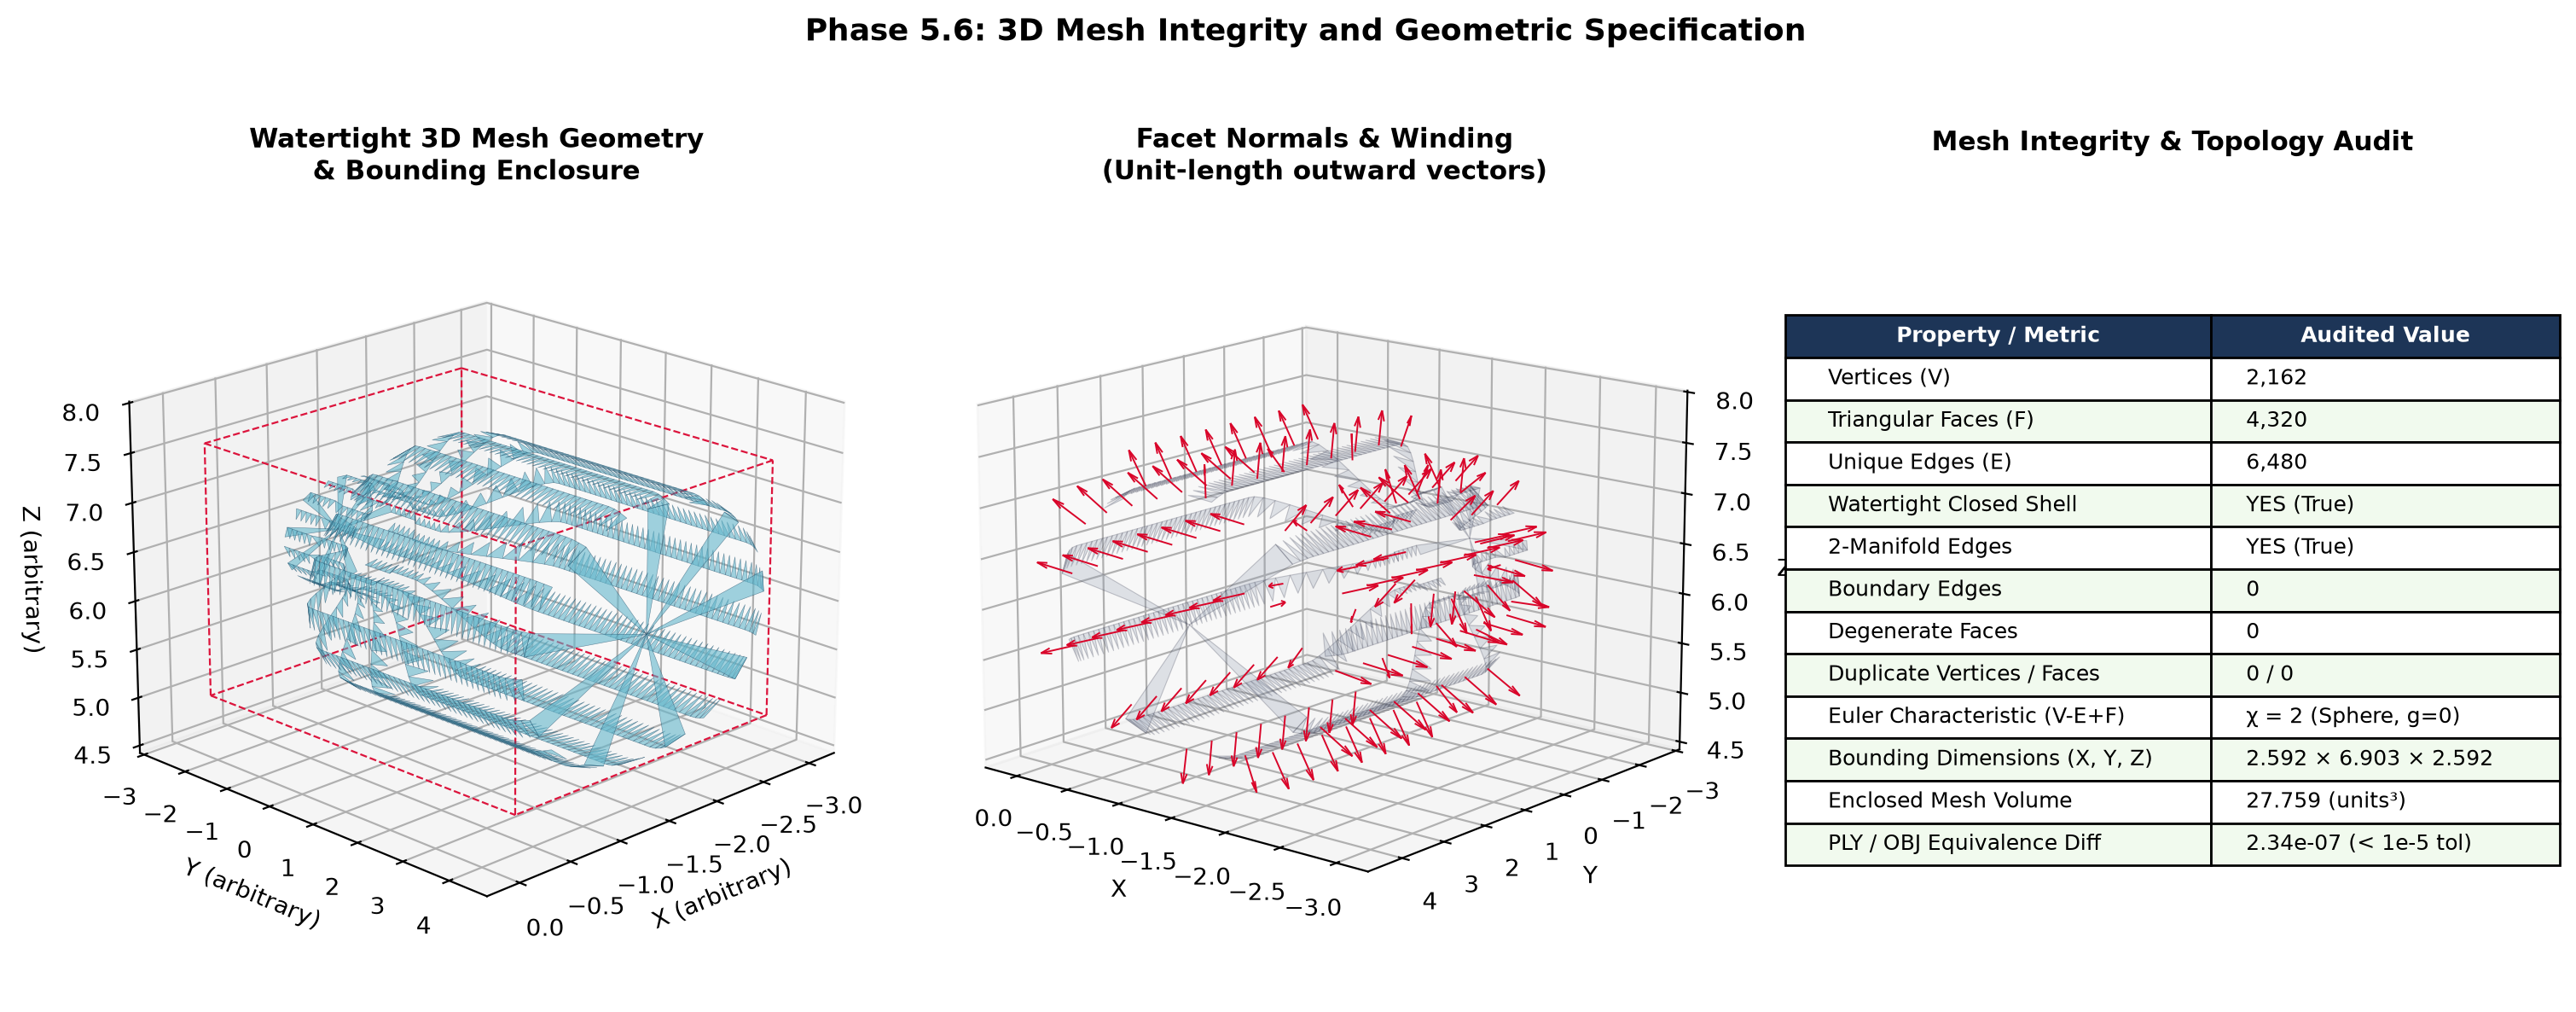 Phase 5.6: 3D Mesh Integrity and Geometric Specification
Watertight 3D Mesh Geometry
& Bounding Enclosure
8.0
7.5
7.0
6.5
6.0
5.5
5.0
4.5
Z (arbitrary)
−3
−2
−1
0
1
2
3
4
Y (arbitrary)
0.0
−0.5
−1.0
−1.5
−2.0
−2.5
−3.0
X (arbitrary)
Facet Normals & Winding
(Unit-length outward vectors)
8.0
7.5
7.0
6.5
6.0
5.5
5.0
4.5
Z
0.0
−0.5
−1.0
−1.5
−2.0
−2.5
−3.0
X
4
3
2
1
0
−1
−2
−3
Y
Mesh Integrity & Topology Audit
Property / Metric Audited Value
Vertices (V) 2,162
Triangular Faces (F) 4,320
Unique Edges (E) 6,480
Watertight Closed Shell YES (True)
2-Manifold Edges YES (True)
Boundary Edges 0
Degenerate Faces 0
Duplicate Vertices / Faces 0 / 0
Euler Characteristic (V-E+F) χ = 2 (Sphere, g=0)
Bounding Dimensions (X, Y, Z) 2.592 × 6.903 × 2.592
Enclosed Mesh Volume 27.759 (units³)
PLY / OBJ Equivalence Diff 2.34e-07 (< 1e-5 tol)